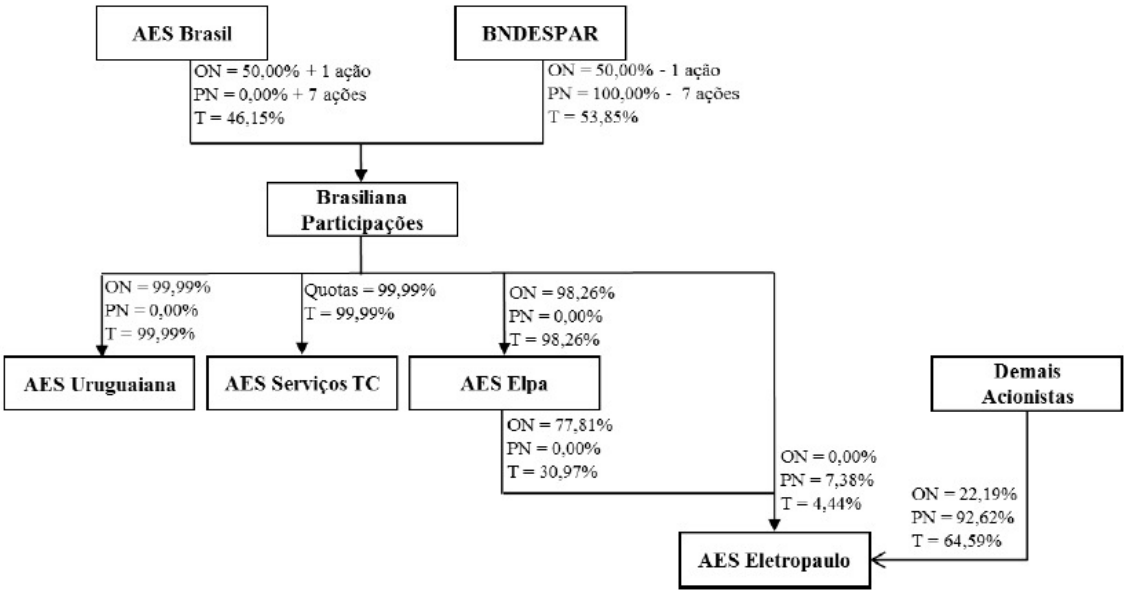 AES Brasil
BNDESPAR
ON = 50,00% + 1 ação
PN = 0,00% + 7 ações
T = 46,15%
ON = 50,00% - 1 ação
PN = 100,00% - 7 ações
T = 53,85%
Brasiliana
Participações
ON = 99,99%
PN = 0,00%
T = 99,99%
Quotas = 99,99%
T = 99,99%
ON = 98,26%
PN = 0,00%
T = 98,26%
AES Uruguaiana
AES Serviços TC
AES Elpa
Demais
Acionistas
ON = 77,81%
PN = 0,00%
T = 30,97%
ON = 0,00%
PN = 7,38%
T = 4,44%
ON = 22,19%
PN = 92,62%
T = 64,59%
AES Eletropaulo